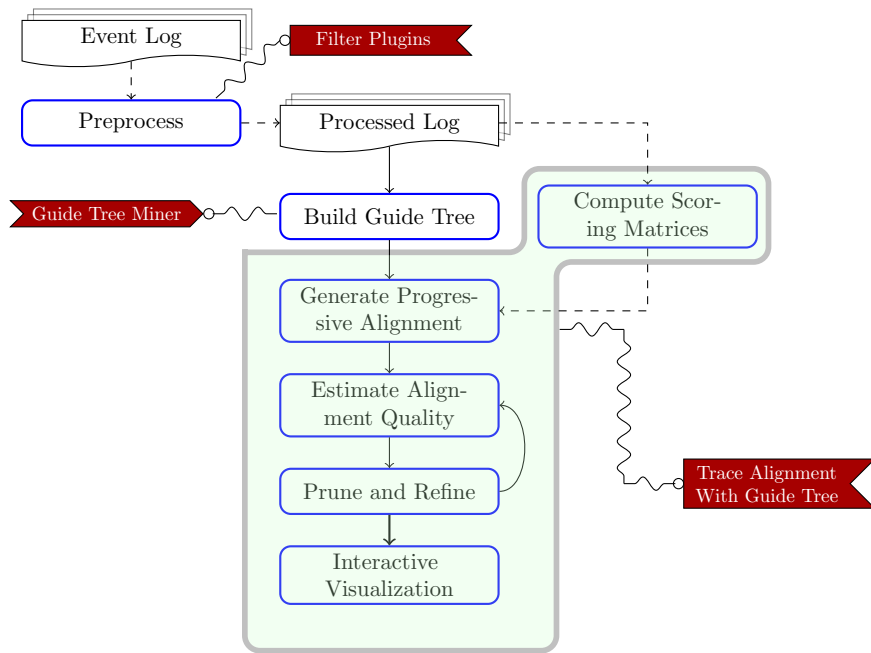 Event Log
Filter Plugins
Preprocess
Processed Log
Guide Tree Miner
Build Guide Tree
Compute Scor-
ing Matrices
Generate Progres-
sive Alignment
Estimate Align-
ment Quality
Prune and Refine
Trace Alignment
With Guide Tree
Interactive
Visualization